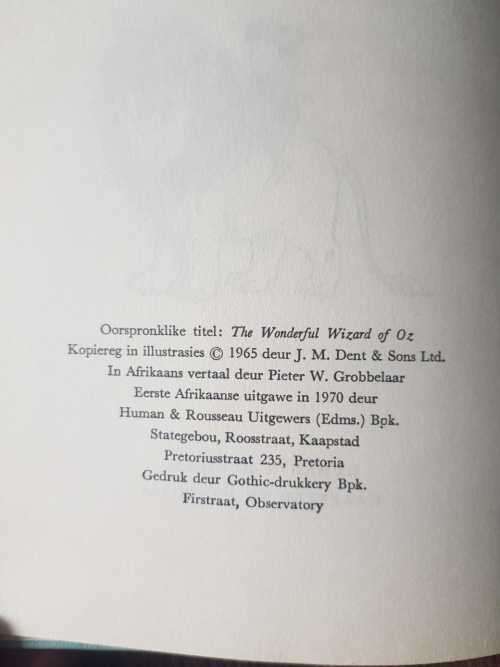 Oorspronklike titel: The Wonderful Wizard of Oz
Kopiereg in illustrasies © 1965 deur J. M. Dent & Sons Ltd.
In Afrikaans vertaal deur Pieter W. Grobbelaar
Eerste Afrikaanse uitgawe in 1970 deur
Human & Rousseau Uitgewers (Edms.) Bpk.
Stategebou, Roosstraat, Kaapstad
Pretoriusstraat 235, Pretoria
Gedruk deur Gothic-drukkery Bpk.
Firstraat, Observatory